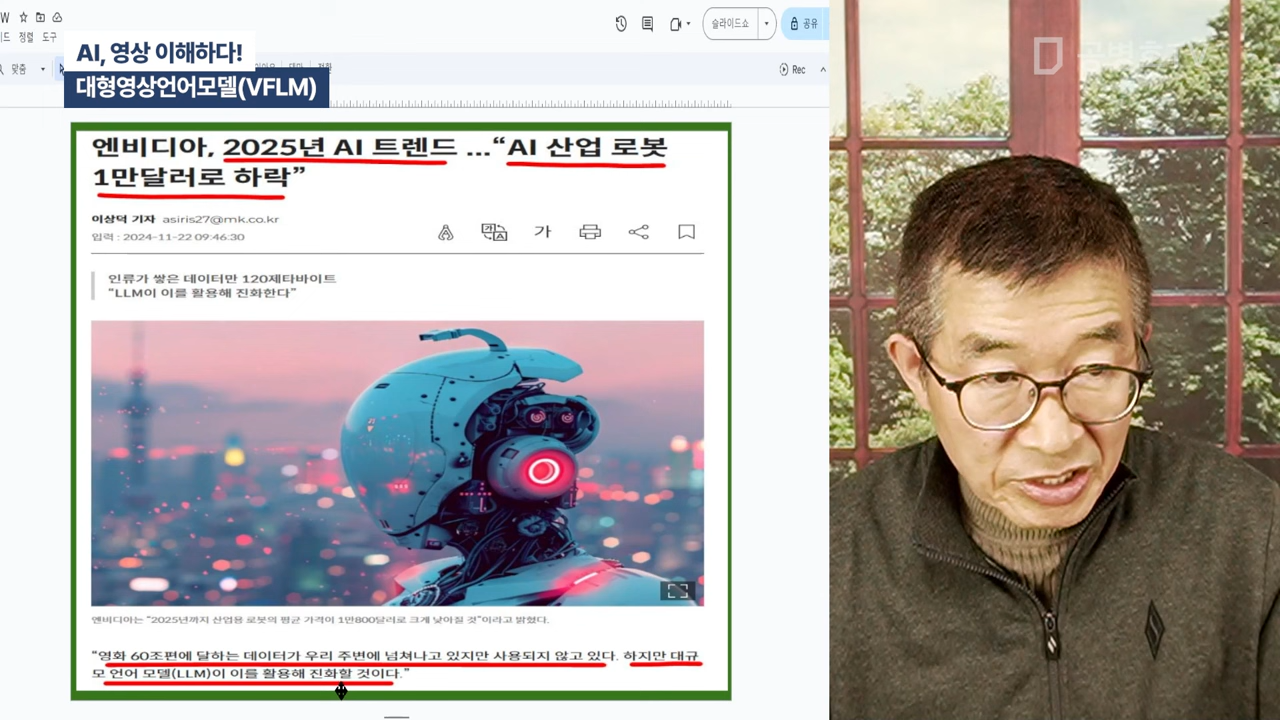 W
드 정렬 도구
슬라이드쇼
공유
맞춤
Rec
AI, 영상 이해하다!
대형영상언어모델(VFLM)
엔비디아, 2025년 AI 트렌드 …“AI 산업 로봇
1만달러로 하락”
이상덕 기자 asiris27@mk.co.kr
입력 : 2024-11-22 09:46:30
가
인류가 쌓은 데이터만 120제타바이트
“LLM이 이를 활용해 진화한다”
엔비디아는 “2025년까지 산업용 로봇의 평균 가격이 1만800달러로 크게 낮아질 것”이라고 밝혔다.
“영화 60조편에 달하는 데이터가 우리 주변에 넘쳐나고 있지만 사용되지 않고 있다. 하지만 대규
모 언어 모델(LLM)이 이를 활용해 진화할 것이다.”